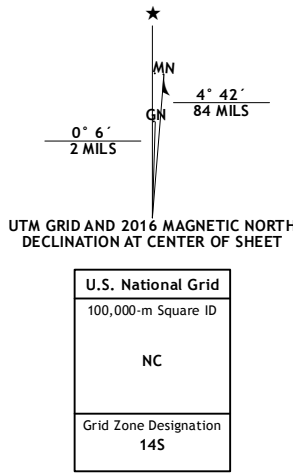 ★
MN
GN
4° 42´
84 MILS
0° 6´
2 MILS
UTM GRID AND 2016 MAGNETIC NORTH
DECLINATION AT CENTER OF SHEET
U.S. National Grid
100,000-m Square ID
NC
Grid Zone Designation
14S